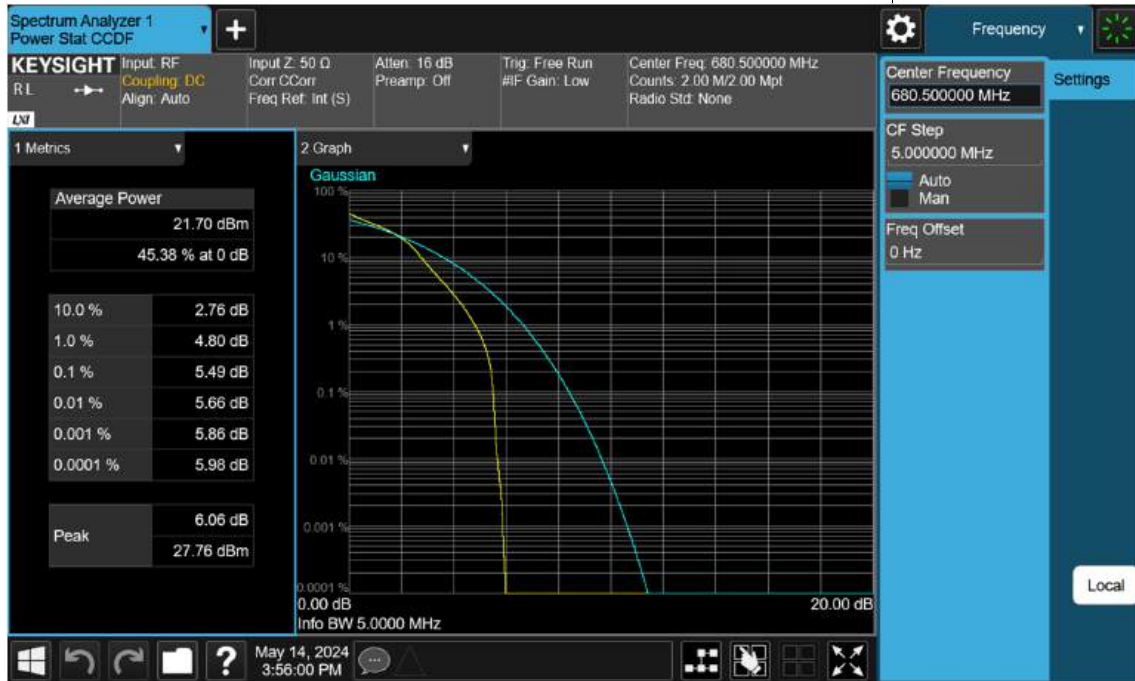 Spectrum Analyzer 1
Power Stat CCDF
+
Frequency
KEYSIGHT
RL
LXI
Input: RF
Coupling: DC
Align: Auto
Input Z: 50 Ω
Corr CCorr
Freq Ref: Int (S)
Atten: 16 dB
Preamp: Off
Trig: Free Run
#IF Gain: Low
Center Freq: 680.500000 MHz
Counts: 2.00 M/2.00 Mpt
Radio Std: None
Center Frequency
680.500000 MHz
Settings
CF Step
5.000000 MHz
Auto
Man
Freq Offset
0 Hz
1 Metrics
Average Power
21.70 dBm
45.38 % at 0 dB
10.0 % 2.76 dB
1.0 % 4.80 dB
0.1 % 5.49 dB
0.01 % 5.66 dB
0.001 % 5.86 dB
0.0001 % 5.98 dB
Peak
6.06 dB
27.76 dBm
2 Graph
Gaussian
100 %
10 %
1 %
0.1 %
0.01 %
0.001 %
0.0001 %
0.00 dB 20.00 dB
Info BW 5.0000 MHz
Local
?
May 14, 2024
3:56:00 PM